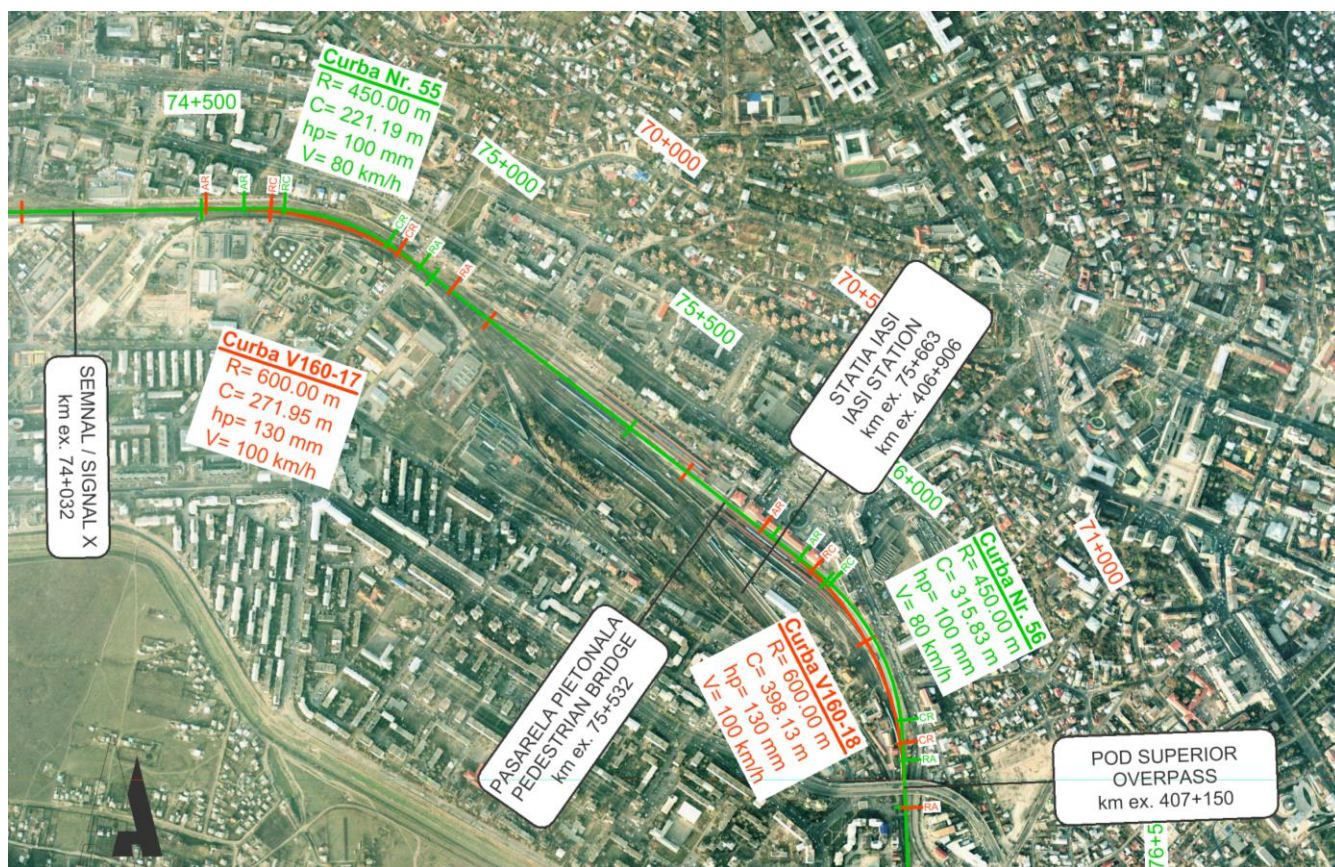 Curba Nr. 55
R= 450.00 m
C= 221.19 m
hp= 100 mm
V= 80 km/h
74+500
75+000
70+000
AR
AR
RC
RC
CR
CR
RA
RA
70+5
75+500
STATIA IASI
IASI STATION
km ex. 75+663
km ex. 406+906
Curba V160-17
R= 600.00 m
C= 271.95 m
hp= 130 mm
V= 100 km/h
SEMNAL / SIGNAL X
km ex. 74+032
6+000
71+000
AR
AR
RC
RC
Curba Nr. 56
R= 450.00 m
C= 315.83 m
hp= 100 mm
V= 80 km/h
PASARELA PIETONALA
PEDESTRIAN BRIDGE
km ex. 75+532
Curba V160-18
R= 600.00 m
C= 398.13 m
hp= 130 mm
V= 100 km/h
CR
CR
RA
RA
POD SUPERIOR
OVERPASS
km ex. 407+150
76+5